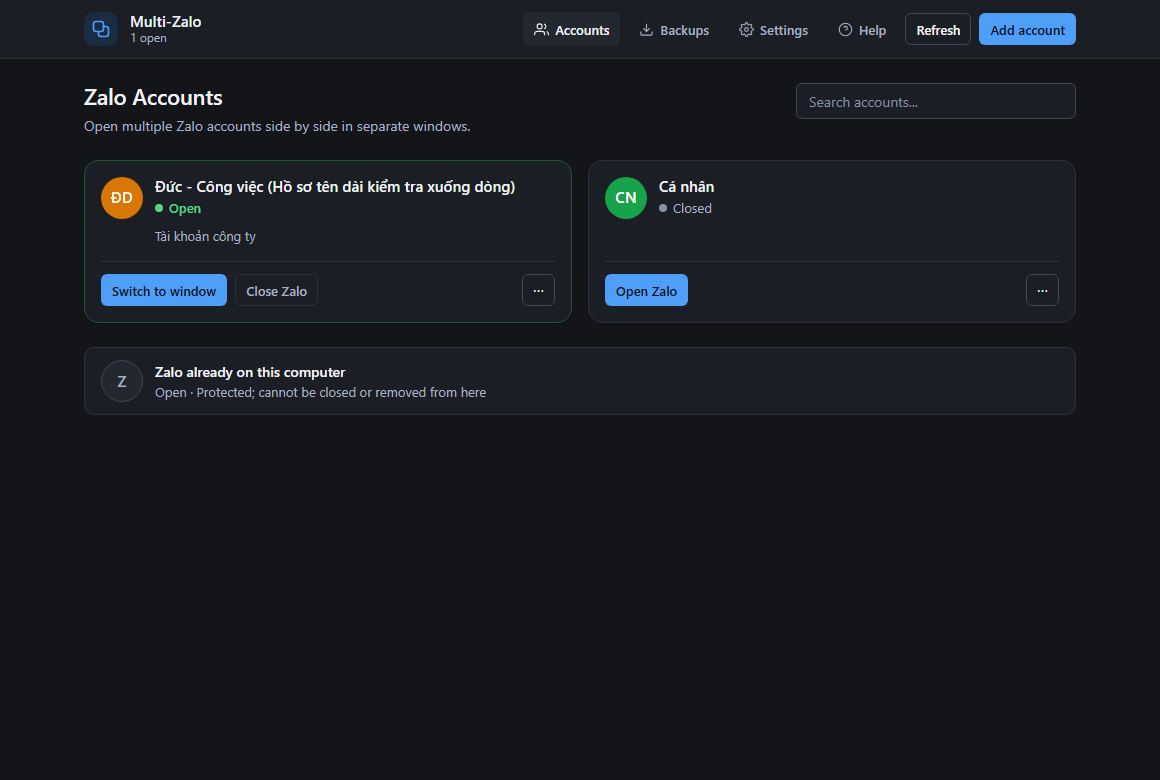 Multi-Zalo
1 open
Accounts
Backups
Settings
Help
Refresh
Add account
Zalo Accounts
Open multiple Zalo accounts side by side in separate windows.
Search accounts...
ĐD
Đức - Công việc (Hồ sơ tên dài kiểm tra xuống dòng)
Open
Tài khoản công ty
Switch to window
Close Zalo
...
CN
Cá nhân
Closed
Open Zalo
...
Z
Zalo already on this computer
Open · Protected; cannot be closed or removed from here